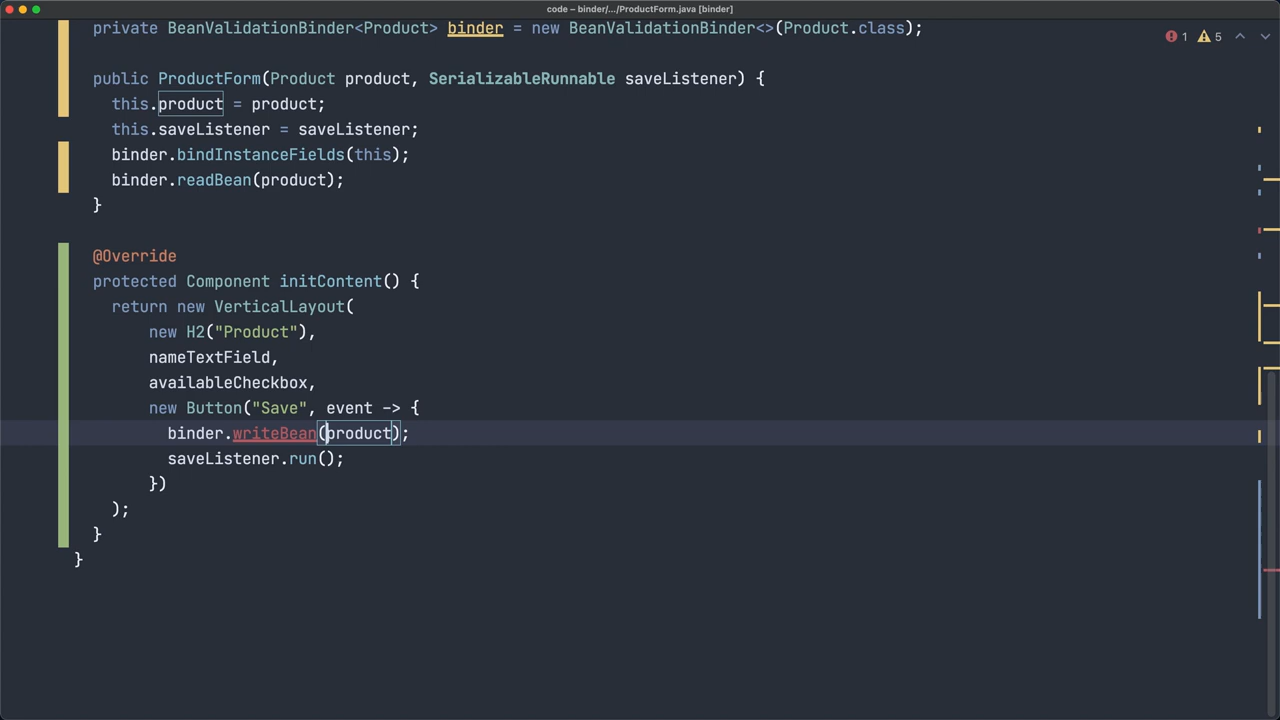 code – binder/.../ProductForm.java [binder]
private BeanValidationBinder<Product> binder = new BeanValidationBinder<>(Product.class);
1 5
public ProductForm(Product product, SerializableRunnable saveListener) {
this.product = product;
this.saveListener = saveListener;
binder.bindInstanceFields(this);
binder.readBean(product);
}
@Override
protected Component initContent() {
return new VerticalLayout(
new H2("Product"),
nameTextField,
availableCheckbox,
new Button("Save", event -> {
binder.writeBean(product);
saveListener.run();
})
);
}
}